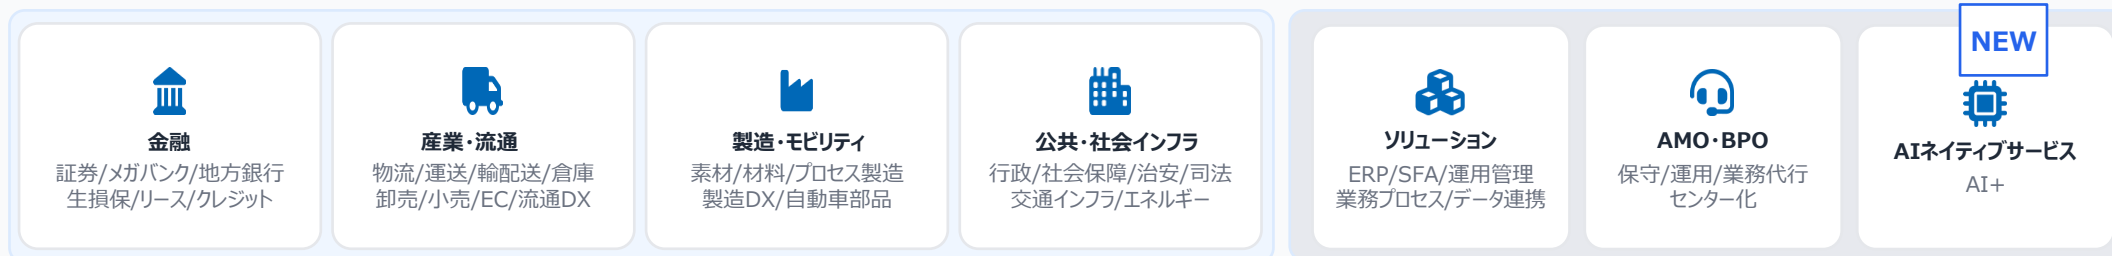 金融
証券/メガバンク/地方銀行
生損保/リース/クレジット
産業・流通
物流/運送/輸配送/倉庫
卸売/小売/EC/流通DX
製造・モビリティ
素材/材料/プロセス製造
製造DX/自動車部品
公共・社会インフラ
行政/社会保障/治安/司法
交通インフラ/エネルギー
ソリューション
ERP/SFA/運用管理
業務プロセス/データ連携
AMO・BPO
保守/運用/業務代行
センター化
NEW
AIネイティブサービス
AI+